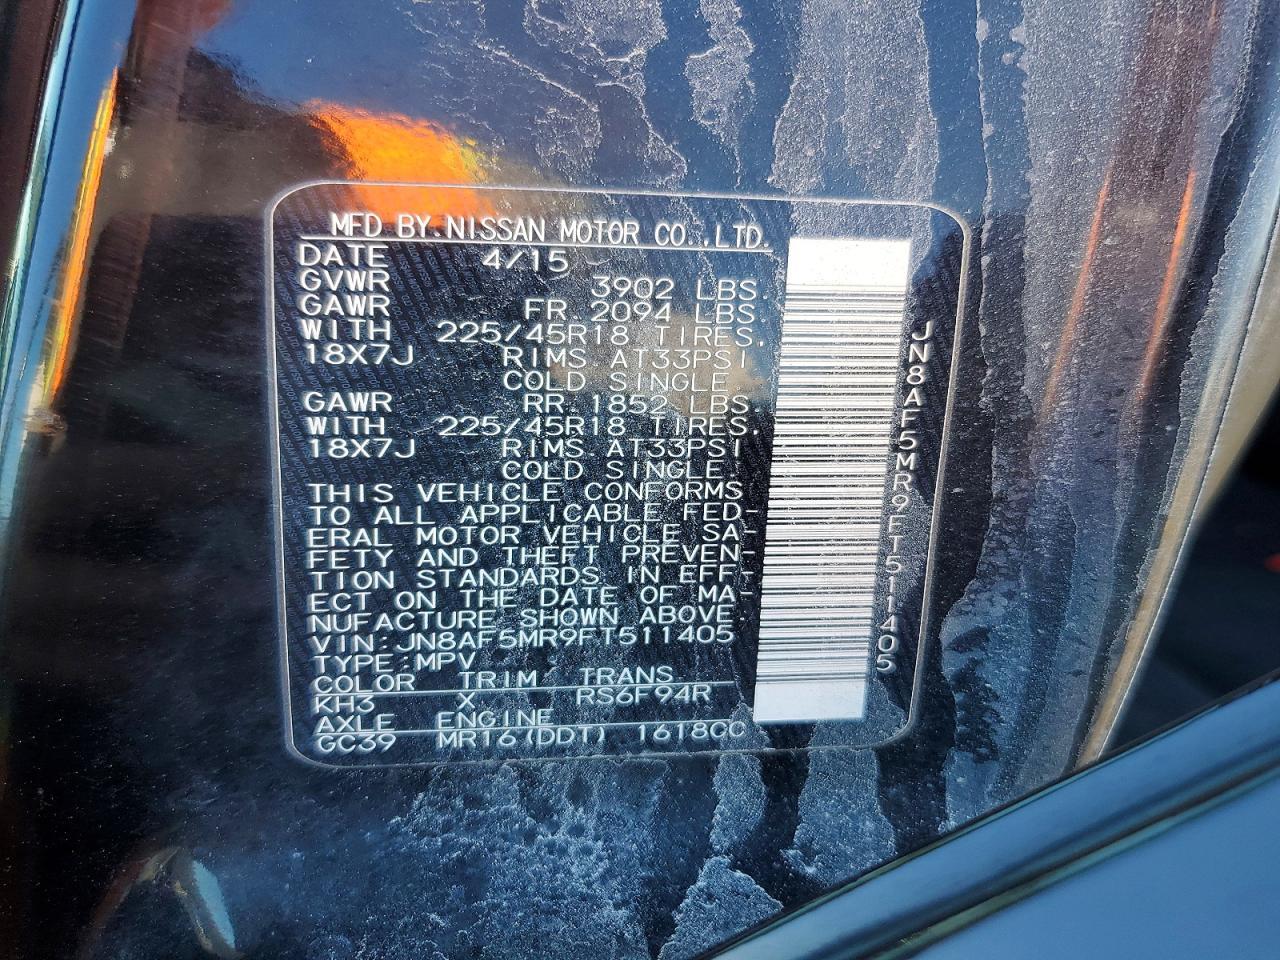 MFD BY.NISSAN MOTOR CO.,LTD.
DATE 4/15
GVWR 3902 LBS.
GAWR FR.2094 LBS.
WITH 225/45R18 TIRES.
18X7J RIMS AT33PSI
COLD SINGLE.
GAWR RR.1852 LBS.
WITH 225/45R18 TIRES.
18X7J RIMS AT33PSI
COLD SINGLE.
THIS VEHICLE CONFORMS
TO ALL APPLICABLE FED-
ERAL MOTOR VEHICLE SA-
FETY AND THEFT PREVEN-
TION STANDARDS IN EFF-
ECT ON THE DATE OF MA-
NUFACTURE SHOWN ABOVE.
VIN:JN8AF5MR9FT511405
TYPE:MPV
COLOR TRIM TRANS
KH3 X RS6F94R
AXLE ENGINE
GC39 MR16(DDT) 1618CC
JN8AF5MR9FT511405